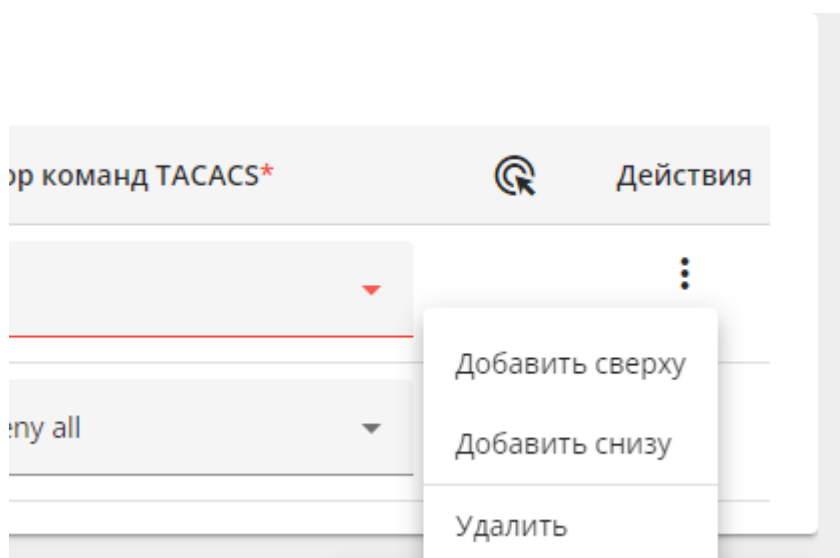 ор команд TACACS* Действия
Добавить сверху
eny all
Добавить снизу
Удалить